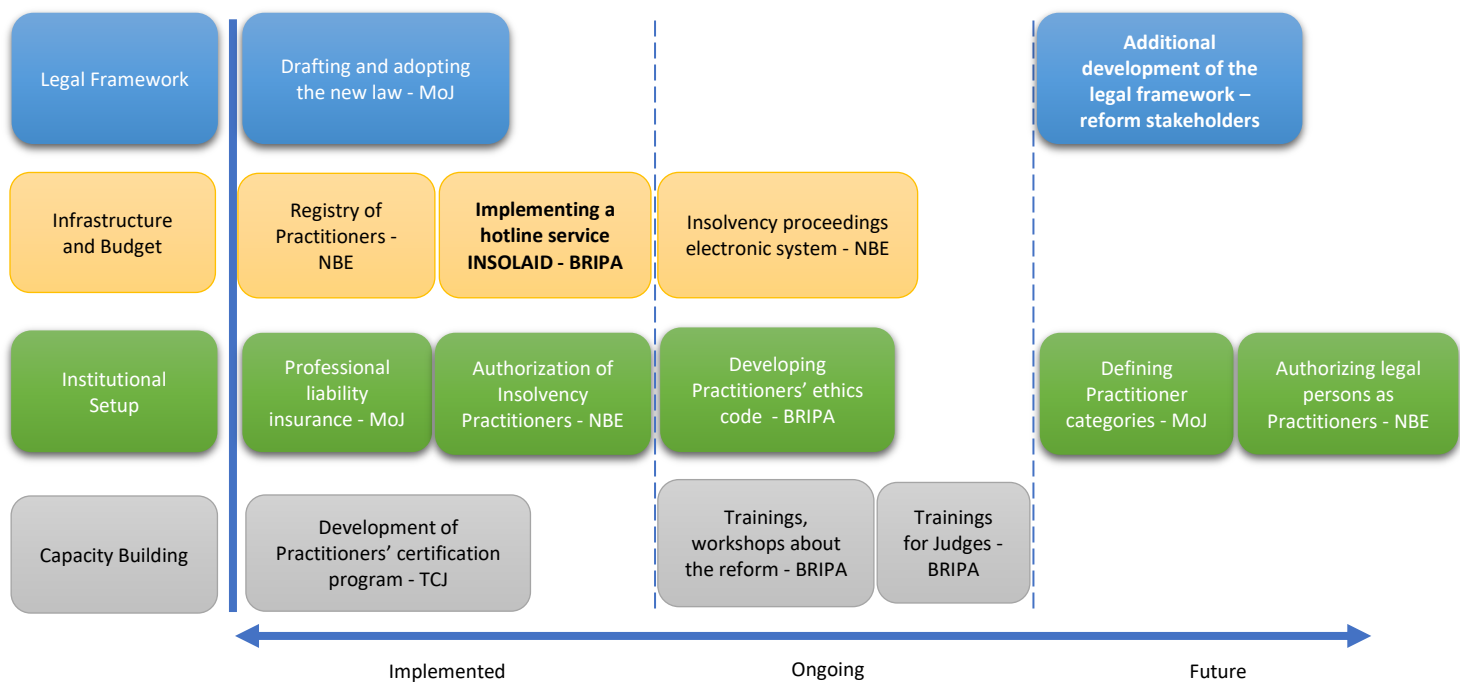 Legal Framework
Drafting and adopting
the new law - MoJ
Additional
development of the
legal framework –
reform stakeholders
Infrastructure
and Budget
Registry of
Practitioners -
NBE
Implementing a
hotline service
INSOLAID - BRIPA
Insolvency proceedings
electronic system - NBE
Institutional
Setup
Professional
liability
insurance - MoJ
Authorization of
Insolvency
Practitioners - NBE
Developing
Practitioners’ ethics
code  - BRIPA
Defining
Practitioner
categories - MoJ
Authorizing legal
persons as
Practitioners - NBE
Capacity Building
Development of
Practitioners’ certification
program - TCJ
Trainings,
workshops about
the reform - BRIPA
Trainings
for Judges -
BRIPA
Implemented
Ongoing
Future